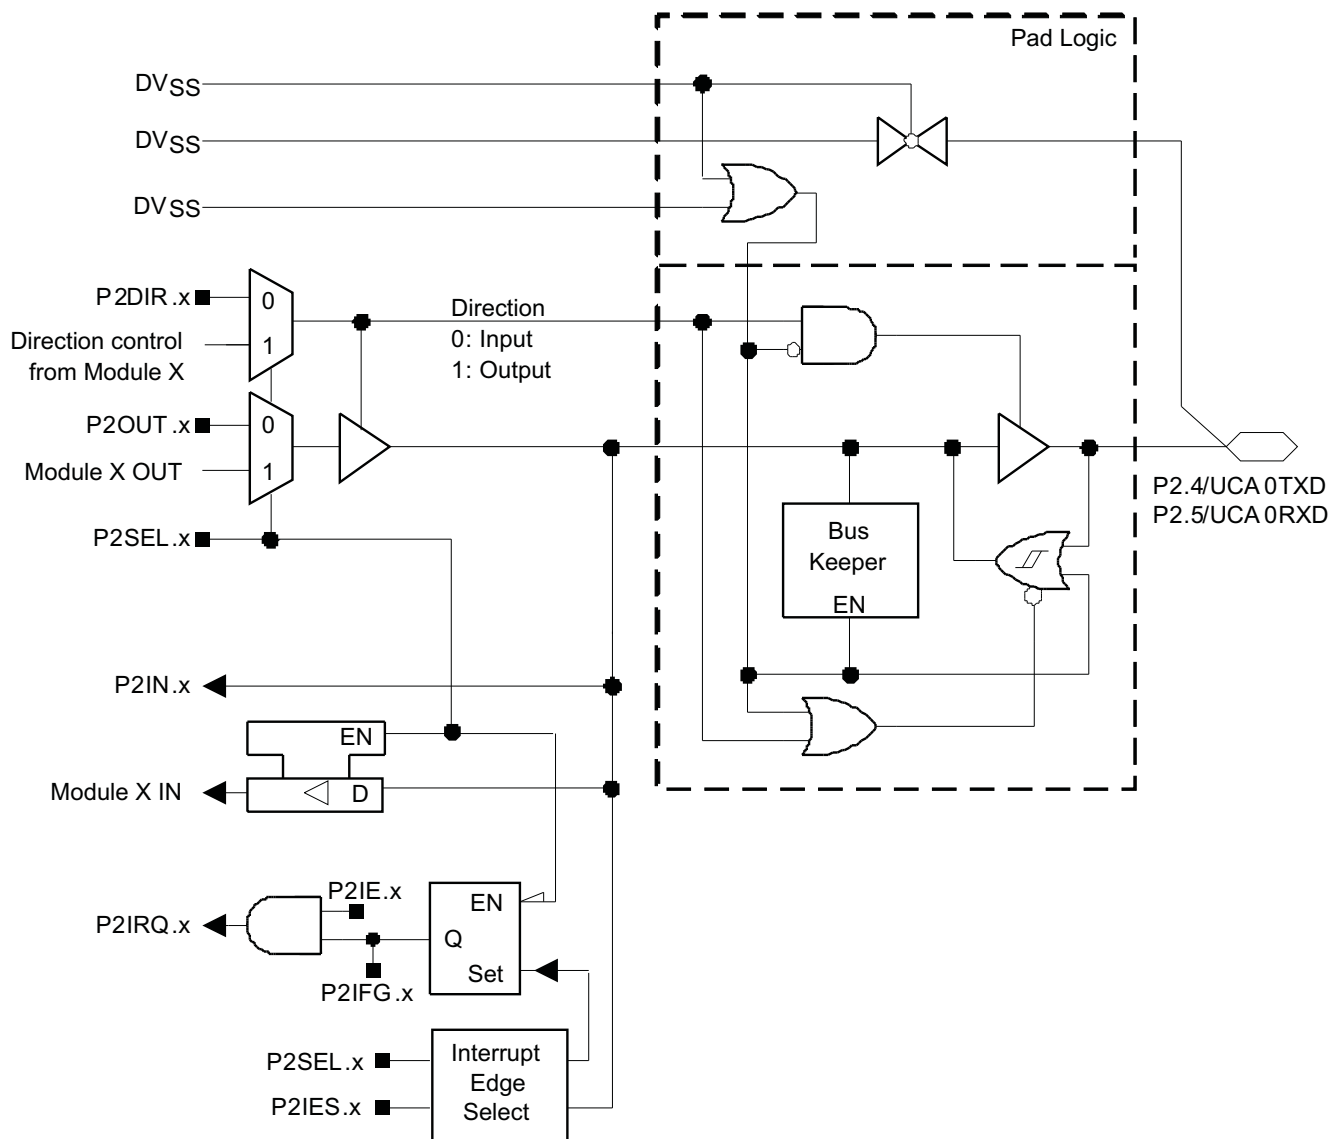 Pad Logic
DVSS
DVSS
DVSS
P2DIR.x
0
Direction control
from Module X
1
Direction
0: Input
1: Output
P2OUT.x
0
Module X OUT
1
P2SEL.x
P2.4/UCA0TXD
P2.5/UCA0RXD
Bus
Keeper
EN
P2IN.x
EN
Module X IN
D
P2IE.x
P2IRQ.x
EN
Q
Set
P2IFG.x
P2SEL.x
P2IES.x
Interrupt
Edge
Select